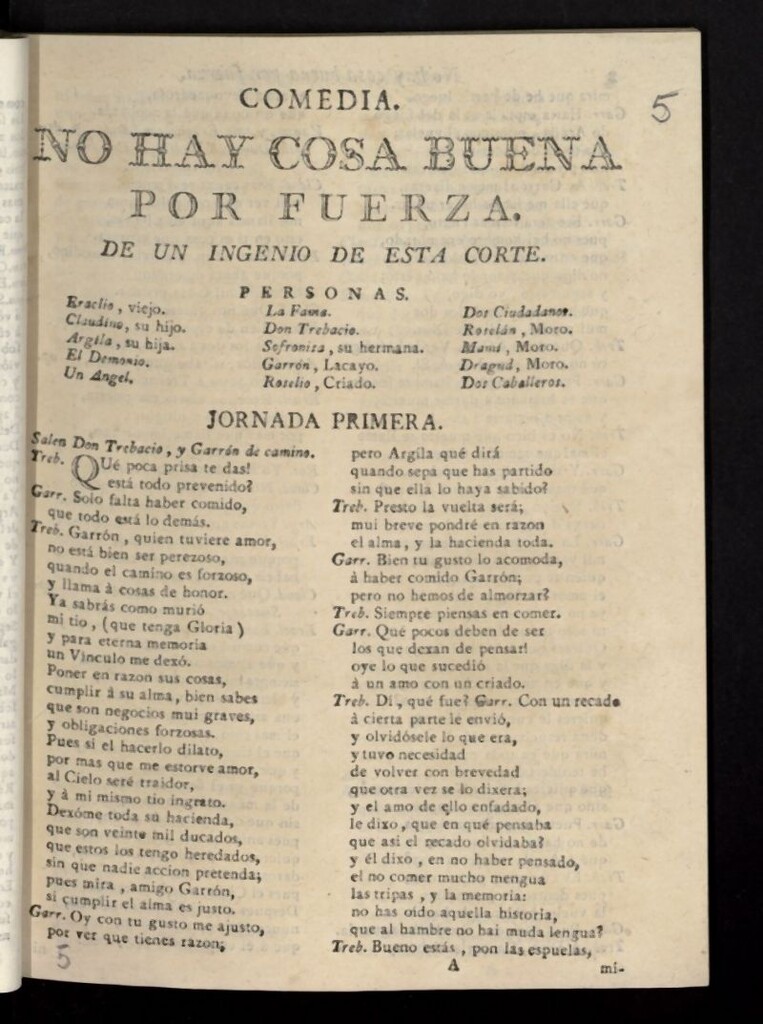 COMEDIA.
5
NO HAY COSA BUENA
POR FUERZA.
DE UN INGENIO DE ESTA CORTE.
PERSONAS.
Eraclio, viejo.
Claudino, su hijo.
Argila, su hija.
El Demonio.
Un Angel.
La Fama.
Don Trebacio.
Sofronisa, su hermana.
Garrón, Lacayo.
Roselio, Criado.
Dos Ciudadanos.
Roselán, Moro.
Mamí, Moro.
Dragud, Moro.
Dos Caballeros.
JORNADA PRIMERA.
Salen Don Trebacio, y Garrón de camino.
Treb. QUé poca prisa te das!
está todo prevenido?
Garr. Solo falta haber comido,
que todo está lo demás.
Treb. Garrón, quien tuviere amor,
no está bien ser perezoso,
quando el camino es forzoso,
y llama à cosas de honor.
Ya sabrás como murió
mi tio, (que tenga Gloria)
y para eterna memoria
un Vinculo me dexó.
Poner en razon sus cosas,
cumplir à su alma, bien sabes
que son negocios mui graves,
y obligaciones forzosas.
Pues si el hacerlo dilato,
por mas que me estorve amor,
al Cielo seré traidor,
y à mi mismo tio ingrato.
Dexóme toda su hacienda,
que son veinte mil ducados,
que estos los tengo heredados,
sin que nadie accion pretenda;
pues mira, amigo Garrón,
si cumplir el alma es justo.
Garr. Oy con tu gusto me ajusto,
por ver que tienes razon;
5
pero Argila qué dirá
quando sepa que has partido
sin que ella lo haya sabido?
Treb. Presto la vuelta será;
mui breve pondré en razon
el alma, y la hacienda toda.
Garr. Bien tu gusto lo acomoda,
à haber comido Garrón;
pero no hemos de almorzar?
Treb. Siempre piensas en comer.
Garr. Qué pocos deben de ser
los que dexan de pensar!
oye lo que sucedió
à un amo con un criado.
Treb. Di, qué fue? Garr. Con un recado
à cierta parte le envió,
y olvidósele lo que era,
y tuvo necesidad
de volver con brevedad
que otra vez se lo dixera;
y el amo de ello enfadado,
le dixo, que en qué pensaba
que asi el recado olvidaba?
y él dixo, en no haber pensado,
el no comer mucho mengua
las tripas, y la memoria:
no has oido aquella historia,
que al hambre no hai muda lengua?
Treb. Bueno estás, pon las espuelas,
A
mi-